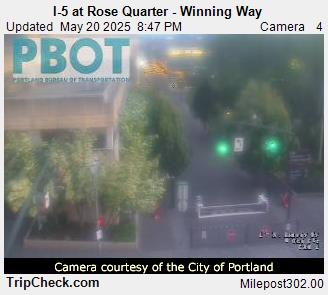 I-5 at Rose Quarter - Winning Way
Updated May 20 2025 8:47 PM Camera 4
PBOT
PORTLAND BUREAU OF TRANSPORTATION
Camera courtesy of the City of Portland
TripCheck.com Milepost302.00